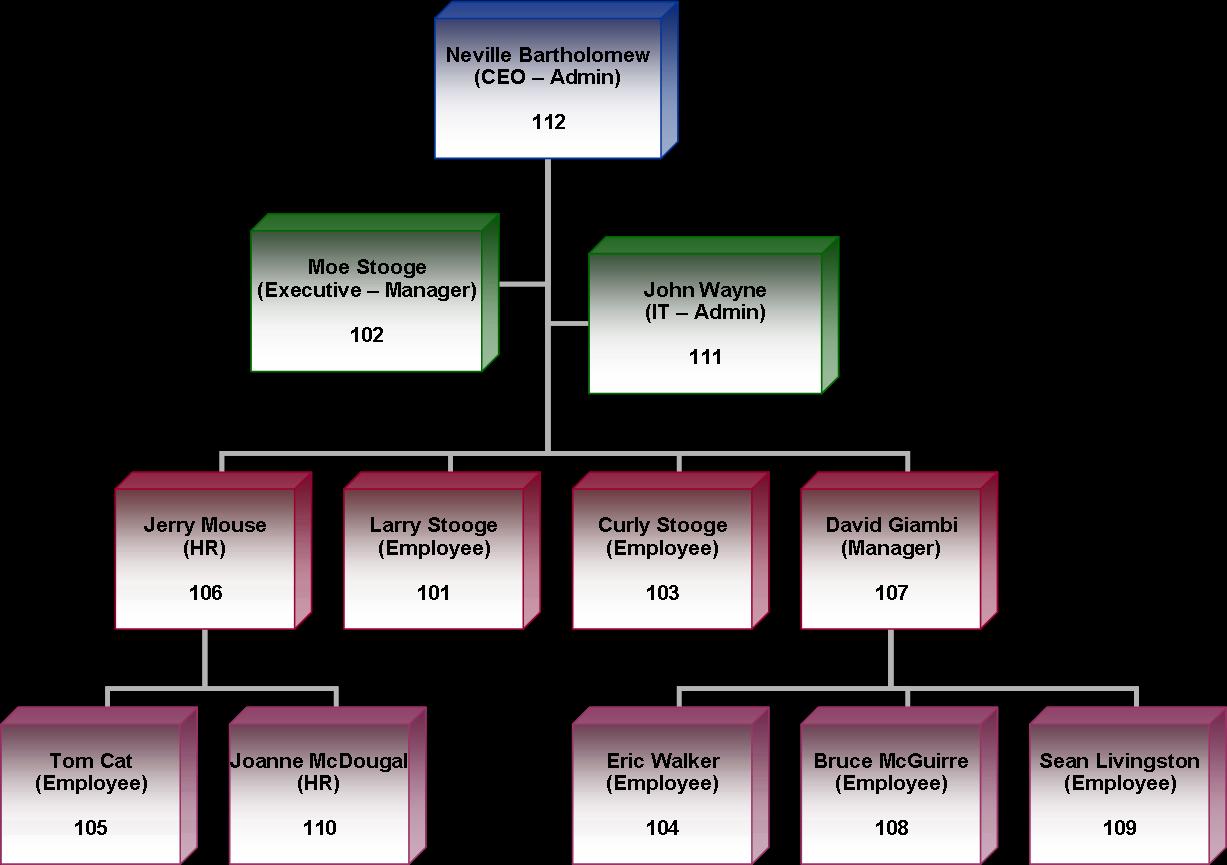 Neville Bartholomew
(CEO – Admin)
112
Moe Stooge
(Executive – Manager)
102
John Wayne
(IT – Admin)
111
Jerry Mouse
(HR)
106
Larry Stooge
(Employee)
101
Curly Stooge
(Employee)
103
David Giambi
(Manager)
107
Tom Cat
(Employee)
105
Joanne McDougal
(HR)
110
Eric Walker
(Employee)
104
Bruce McGuirre
(Employee)
108
Sean Livingston
(Employee)
109